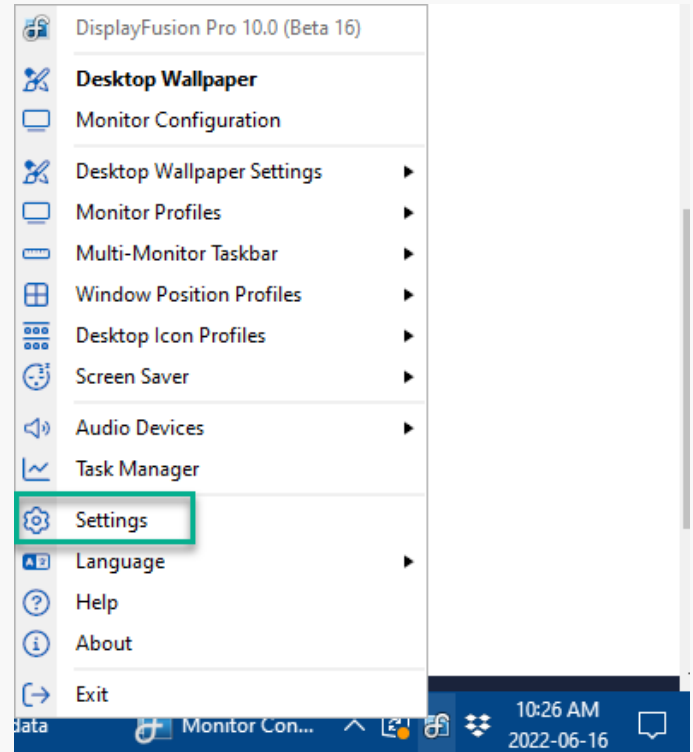 DisplayFusion Pro 10.0 (Beta 16)
Desktop Wallpaper
Monitor Configuration
Desktop Wallpaper Settings
Monitor Profiles
Multi-Monitor Taskbar
Window Position Profiles
Desktop Icon Profiles
Screen Saver
Audio Devices
Task Manager
Settings
Language
Help
About
Exit
data
Monitor Con...
10:26 AM
2022-06-16